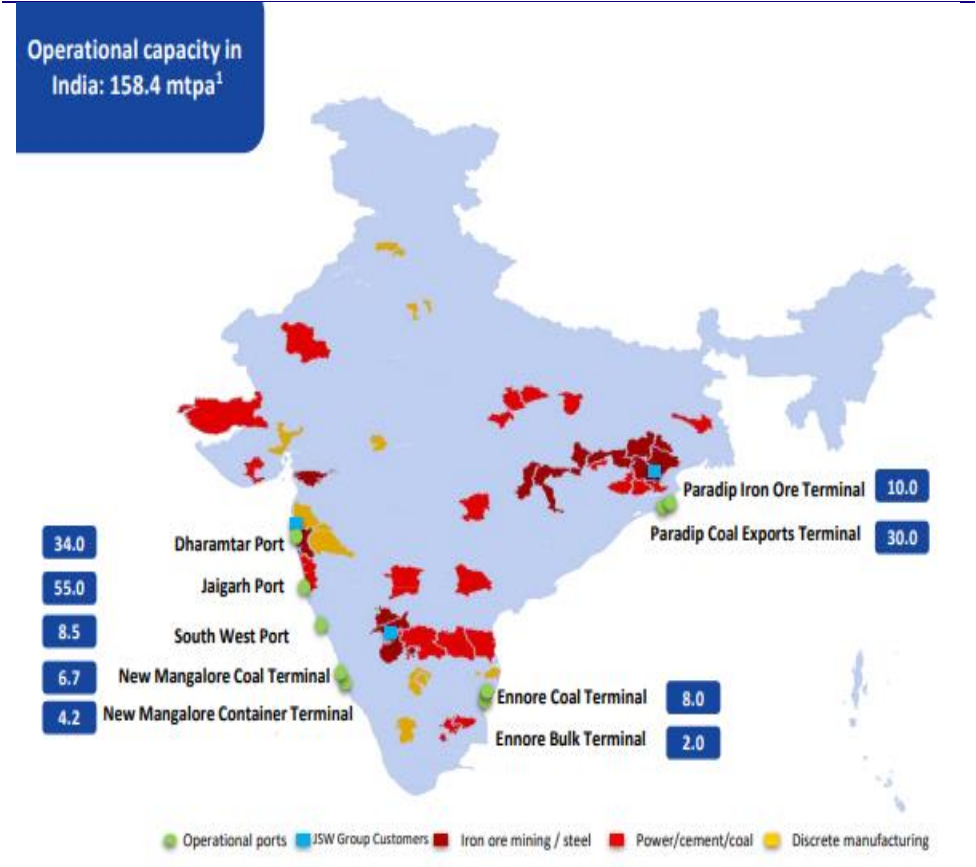 Operational capacity in
India: 158.4 mtpa1
Paradip Iron Ore Terminal 10.0
Paradip Coal Exports Terminal 30.0
34.0 Dharamtar Port
55.0 Jaigarh Port
8.5 South West Port
6.7 New Mangalore Coal Terminal
4.2 New Mangalore Container Terminal
Ennore Coal Terminal 8.0
Ennore Bulk Terminal 2.0
Operational ports JSW Group Customers Iron ore mining / steel Power/cement/coal Discrete manufacturing